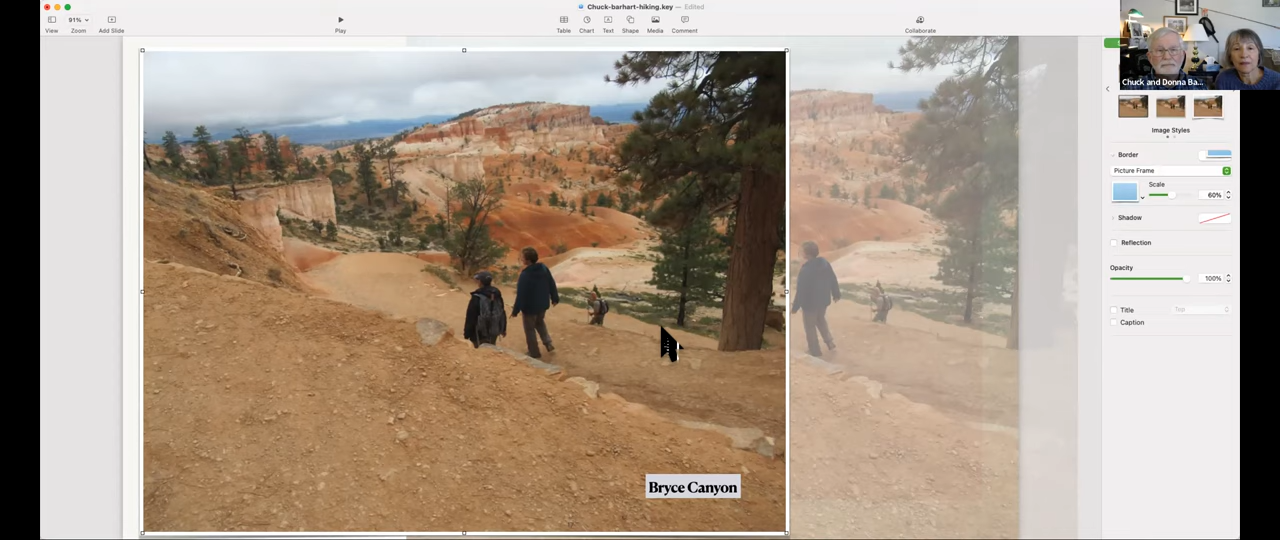 Chuck-barhart-hiking.key — Edited
91%
View
Zoom
Add Slide
Play
Table
Chart
Text
Shape
Media
Comment
Collaborate
Chuck and Donna Ba...
Image Styles
Border
Picture Frame
Scale
60%
Shadow
Reflection
Opacity
100%
Title
Top
Caption
Bryce Canyon